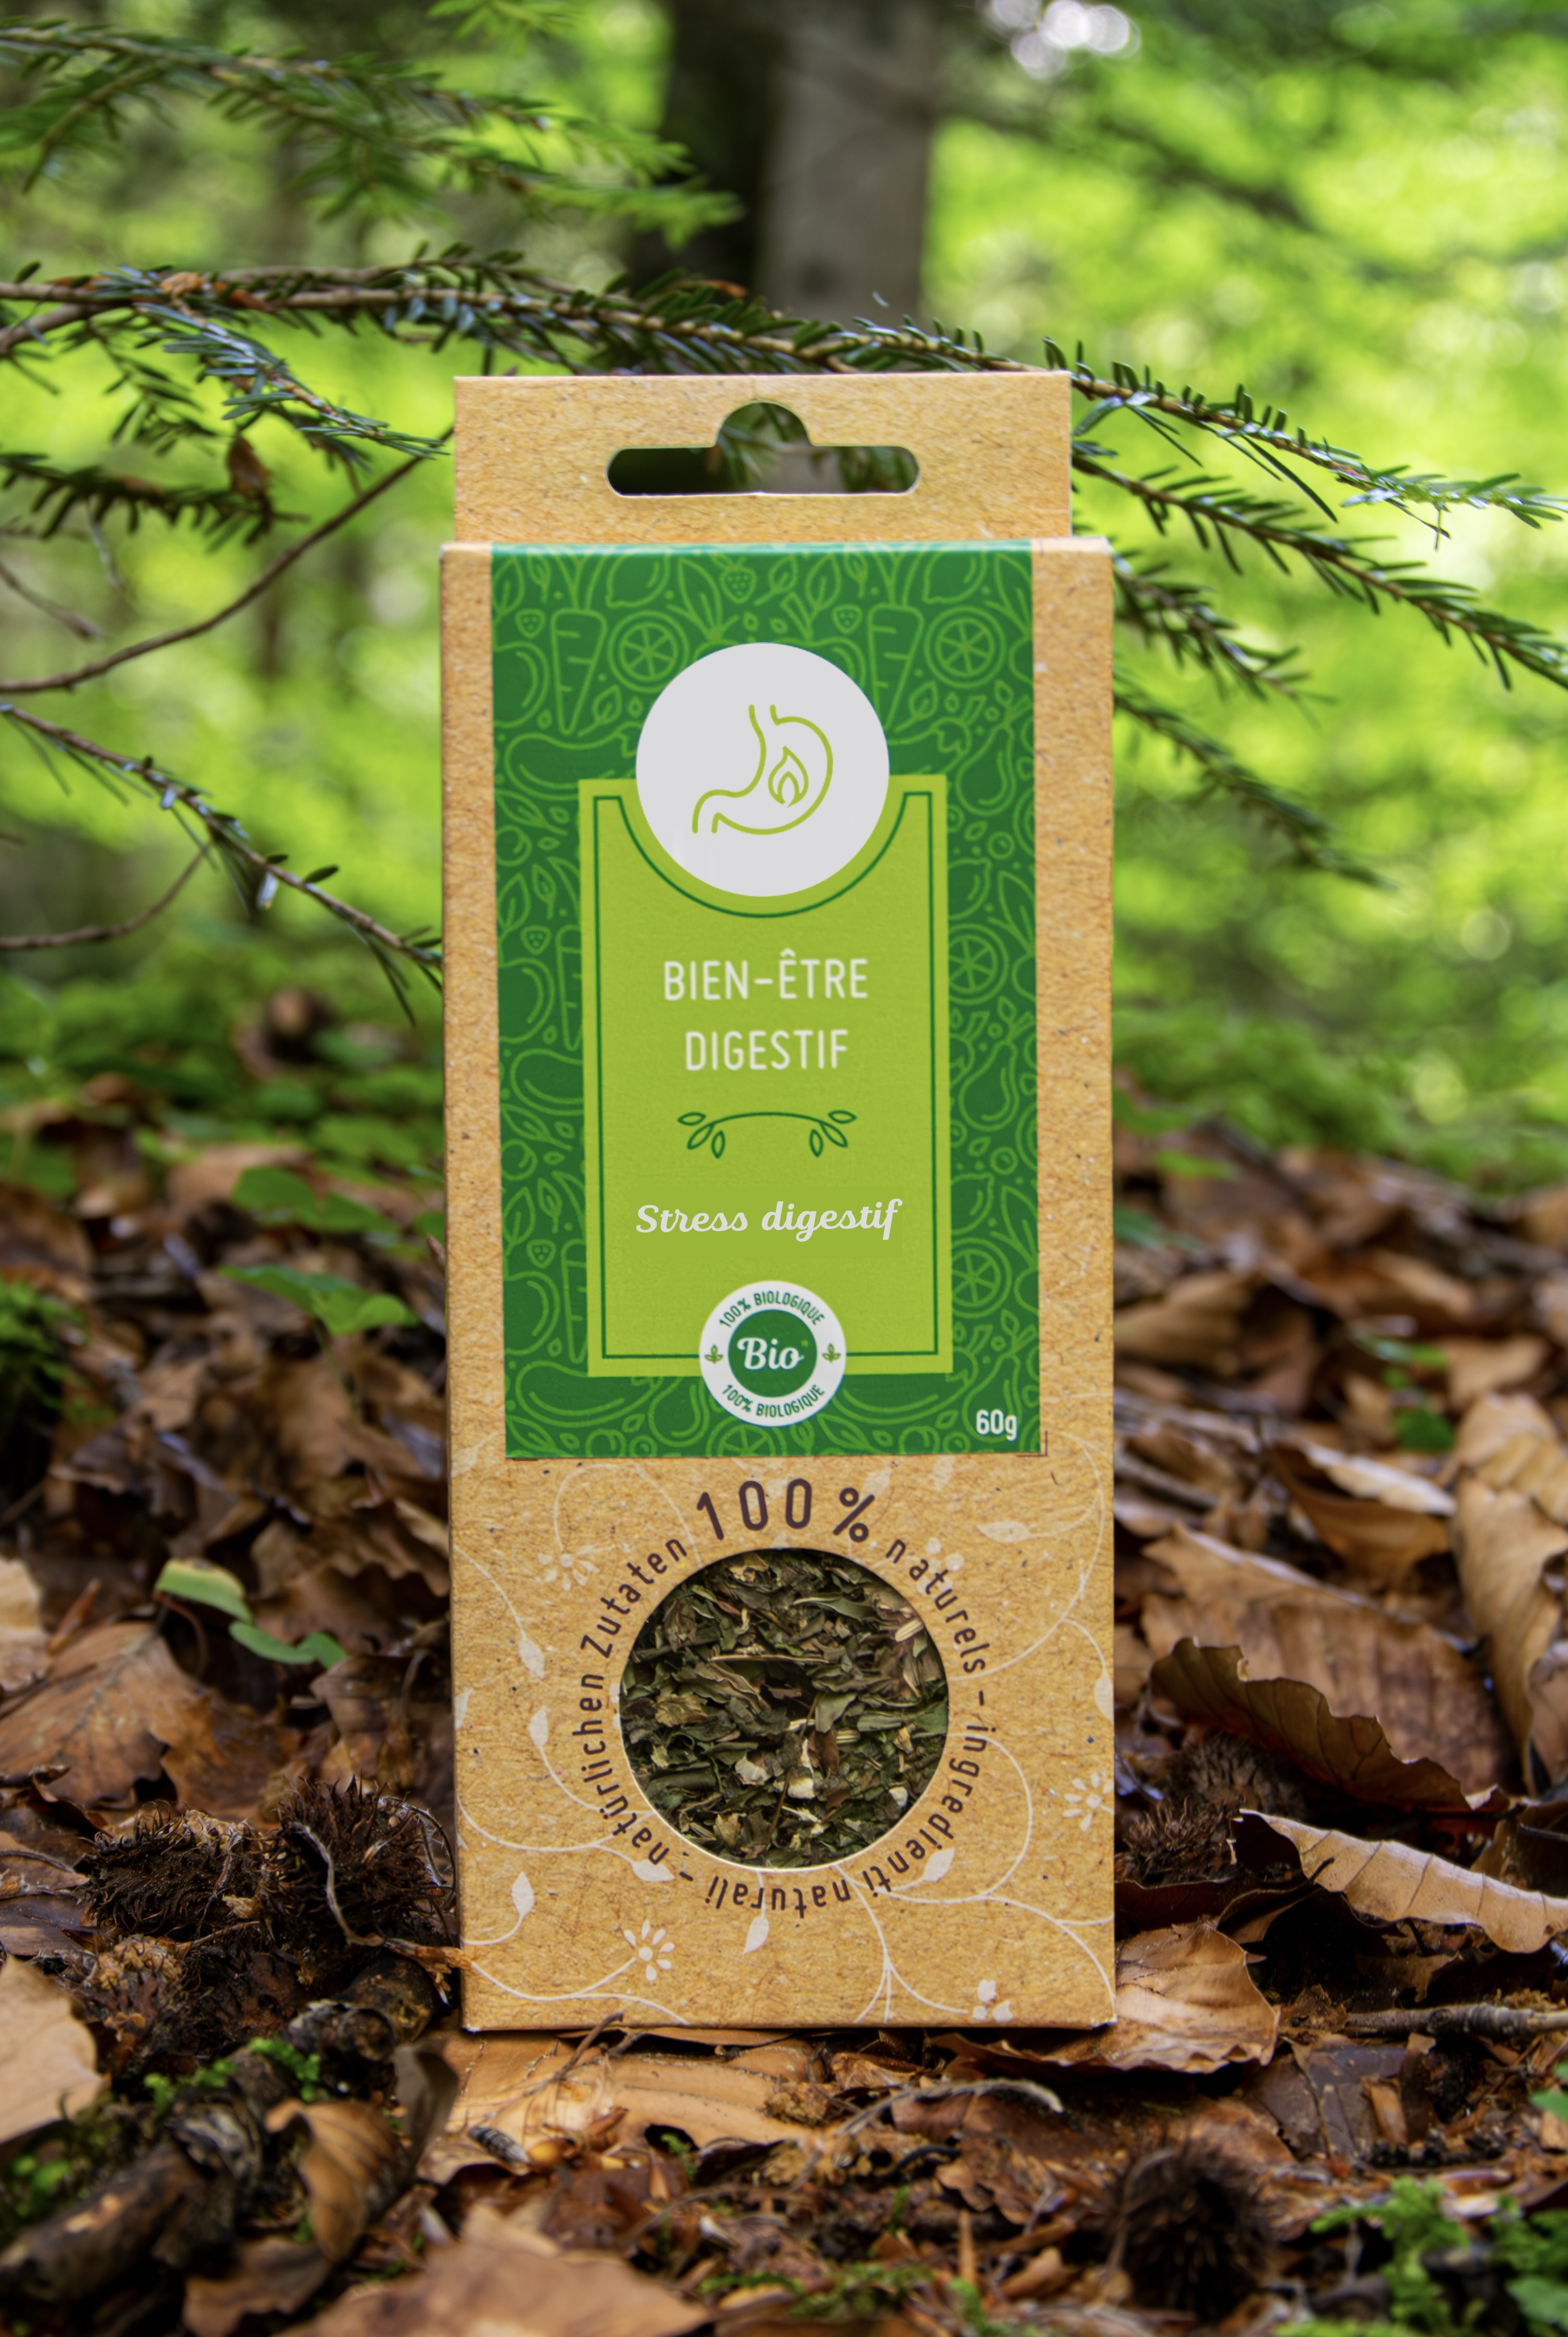 BIEN-ÊTRE
DIGESTIF
Stress digestif
100% BIOLOGIQUE
Bio
100% BIOLOGIQUE
60g
100% naturels - ingredienti naturali - natürlichen Zutaten